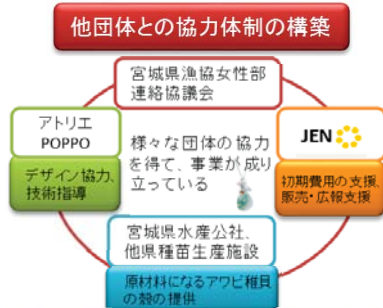 他団体との協力体制の構築
宮城県漁協女性部
連絡協議会
アトリエ
POPPO
デザイン協力、
技術指導
様々な団体の協力
を得て、事業が成り
立っている
JEN
初期費用の支援、
販売・広報支援
宮城県水産公社、
他県種苗生産施設
原材料になるアワビ稚貝
の殻の提供